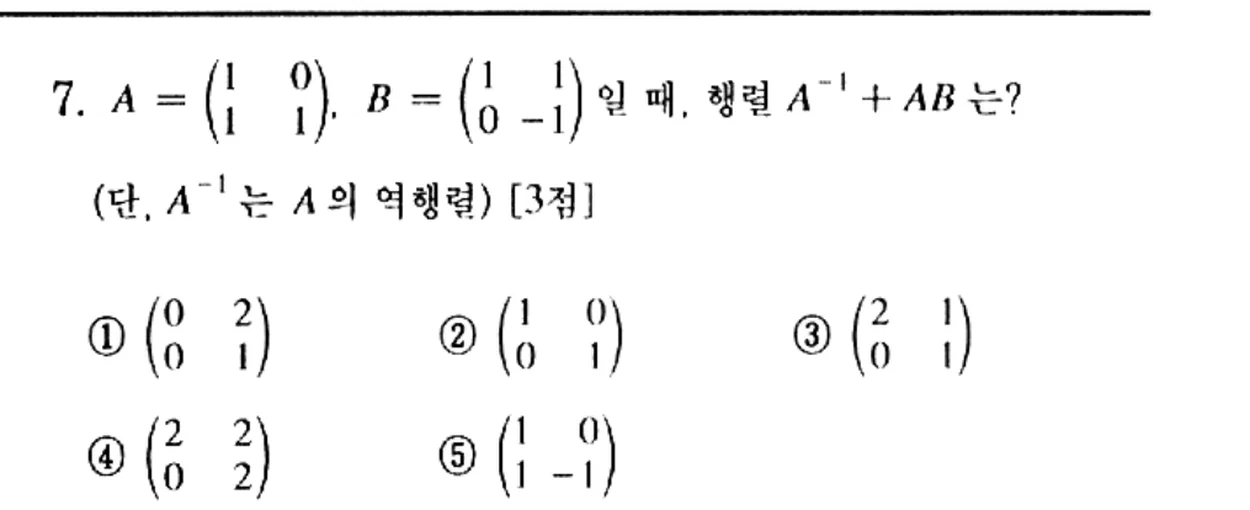 7. A = (1 0 / 1 1), B = (1 1 / 0 -1) 일 때, 행렬 A⁻¹ + AB 는?
(단, A⁻¹ 는 A 의 역행렬) [3점]
① (0 2 / 0 1) ② (1 0 / 0 1) ③ (2 1 / 0 1)
④ (2 2 / 0 2) ⑤ (1 0 / 1 -1)